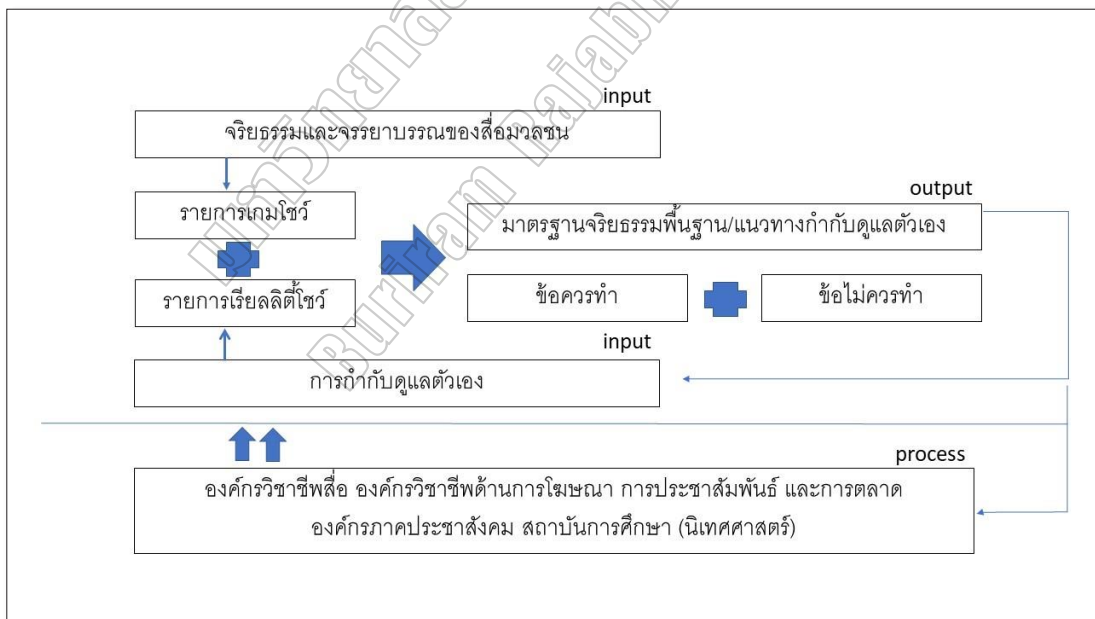 input
จริยธรรมและจรรยาบรรณของสื่อมวลชน
รายการเกมโชว์
output
มาตรฐานจริยธรรมพื้นฐาน/แนวทางกำกับดูแลตัวเอง
รายการเรียลลิตี้โชว์
ข้อควรทำ
ข้อไม่ควรทำ
input
การกำกับดูแลตัวเอง
process
องค์กรวิชาชีพสื่อ องค์กรวิชาชีพด้านการโฆษณา การประชาสัมพันธ์ และการตลาด
องค์กรภาคประชาสังคม สถาบันการศึกษา (นิเทศศาสตร์)
Buriram